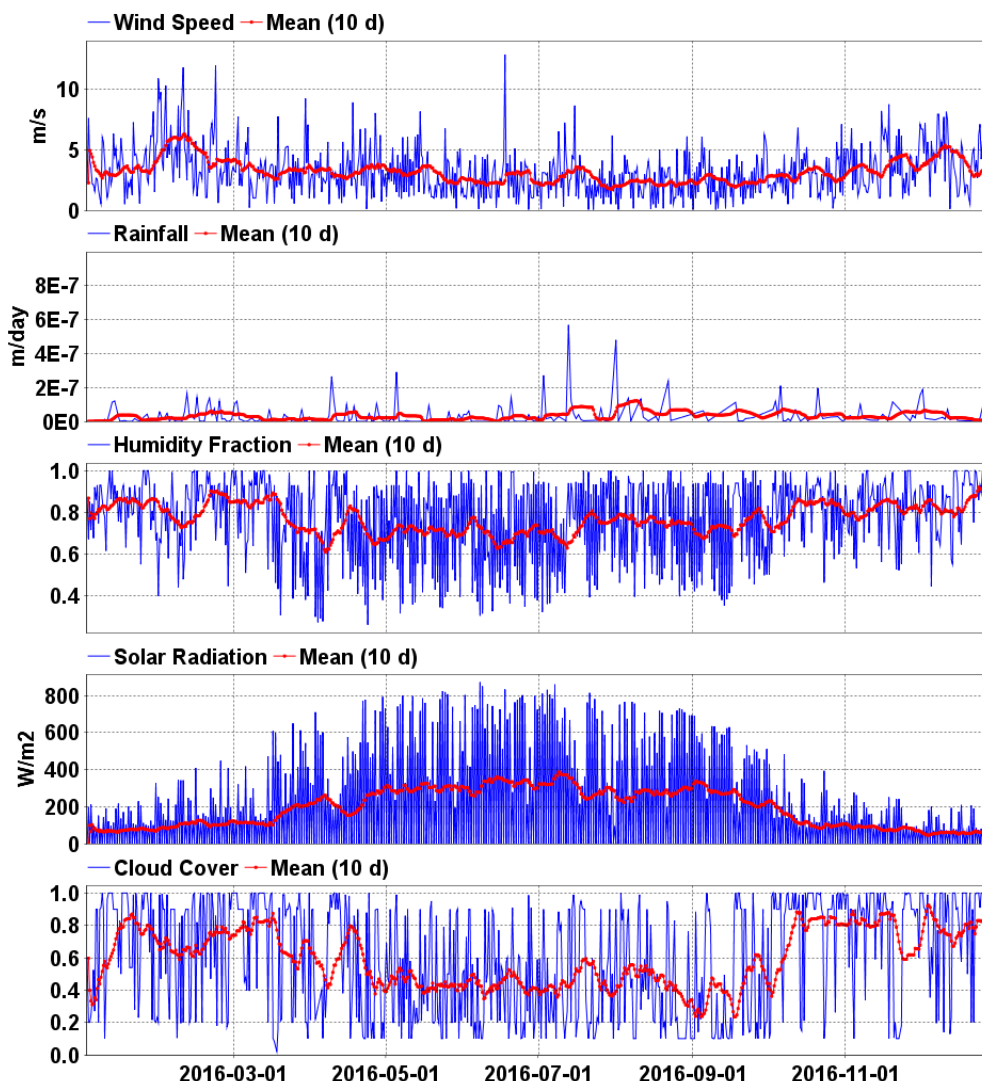 Wind Speed Mean (10 d)
10
5
0
m/s
Rainfall Mean (10 d)
8E-7
6E-7
4E-7
2E-7
0E0
m/day
Humidity Fraction Mean (10 d)
1.0
0.8
0.6
0.4
Solar Radiation Mean (10 d)
800
600
400
200
0
W/m2
Cloud Cover Mean (10 d)
1.0
0.8
0.6
0.4
0.2
0.0
2016-03-01 2016-05-01 2016-07-01 2016-09-01 2016-11-01